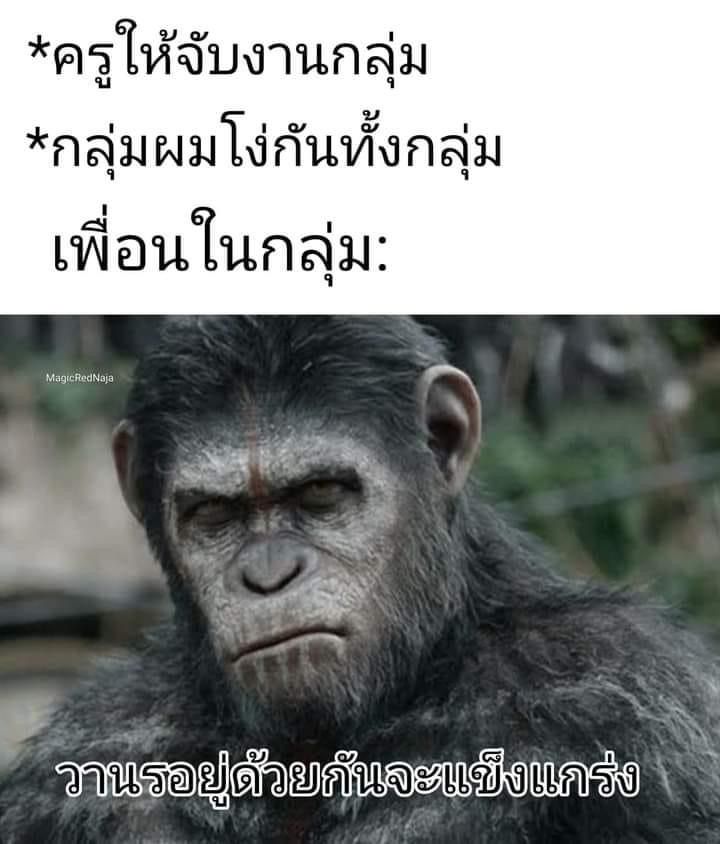 *ครูให้จับงานกลุ่ม
*กลุ่มผมโง่กันทั้งกลุ่ม
เพื่อนในกลุ่ม:
MagicRedNaja
วานรอยู่ด้วยกันจะแข็งแกร่ง